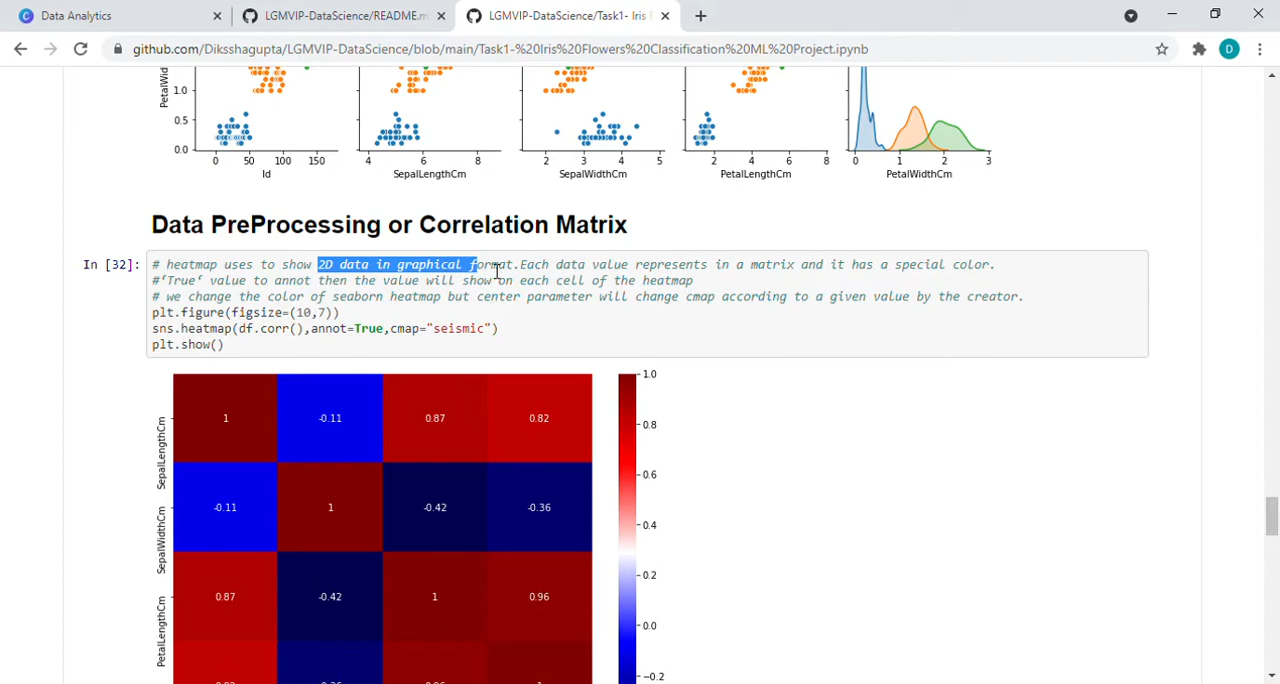 Data Analytics
LGMVIP-DataScience/README.m
LGMVIP-DataScience/Task1- Iris
github.com/Diksshagupta/LGMVIP-DataScience/blob/main/Task1-%20Iris%20Flowers%20Classification%20ML%20Project.ipynb
D
PetalWid
1.0
0.5
0.0
0 50 100 150
4 6 8
2 3 4 5
2 4 6 8
0 1 2 3
Id
SepalLengthCm
SepalWidthCm
PetalLengthCm
PetalWidthCm
Data PreProcessing or Correlation Matrix
In [32]:
# heatmap uses to show 2D data in graphical format.Each data value represents in a matrix and it has a special color.
#‘True‘ value to annot then the value will show on each cell of the heatmap
# we change the color of seaborn heatmap but center parameter will change cmap according to a given value by the creator.
plt.figure(figsize=(10,7))
sns.heatmap(df.corr(),annot=True,cmap="seismic")
plt.show()
SepalLengthCm
1 -0.11 0.87 0.82
SepalWidthCm
-0.11 1 -0.42 -0.36
PetalLengthCm
0.87 -0.42 1 0.96
1.0
0.8
0.6
0.4
0.2
0.0
-0.2